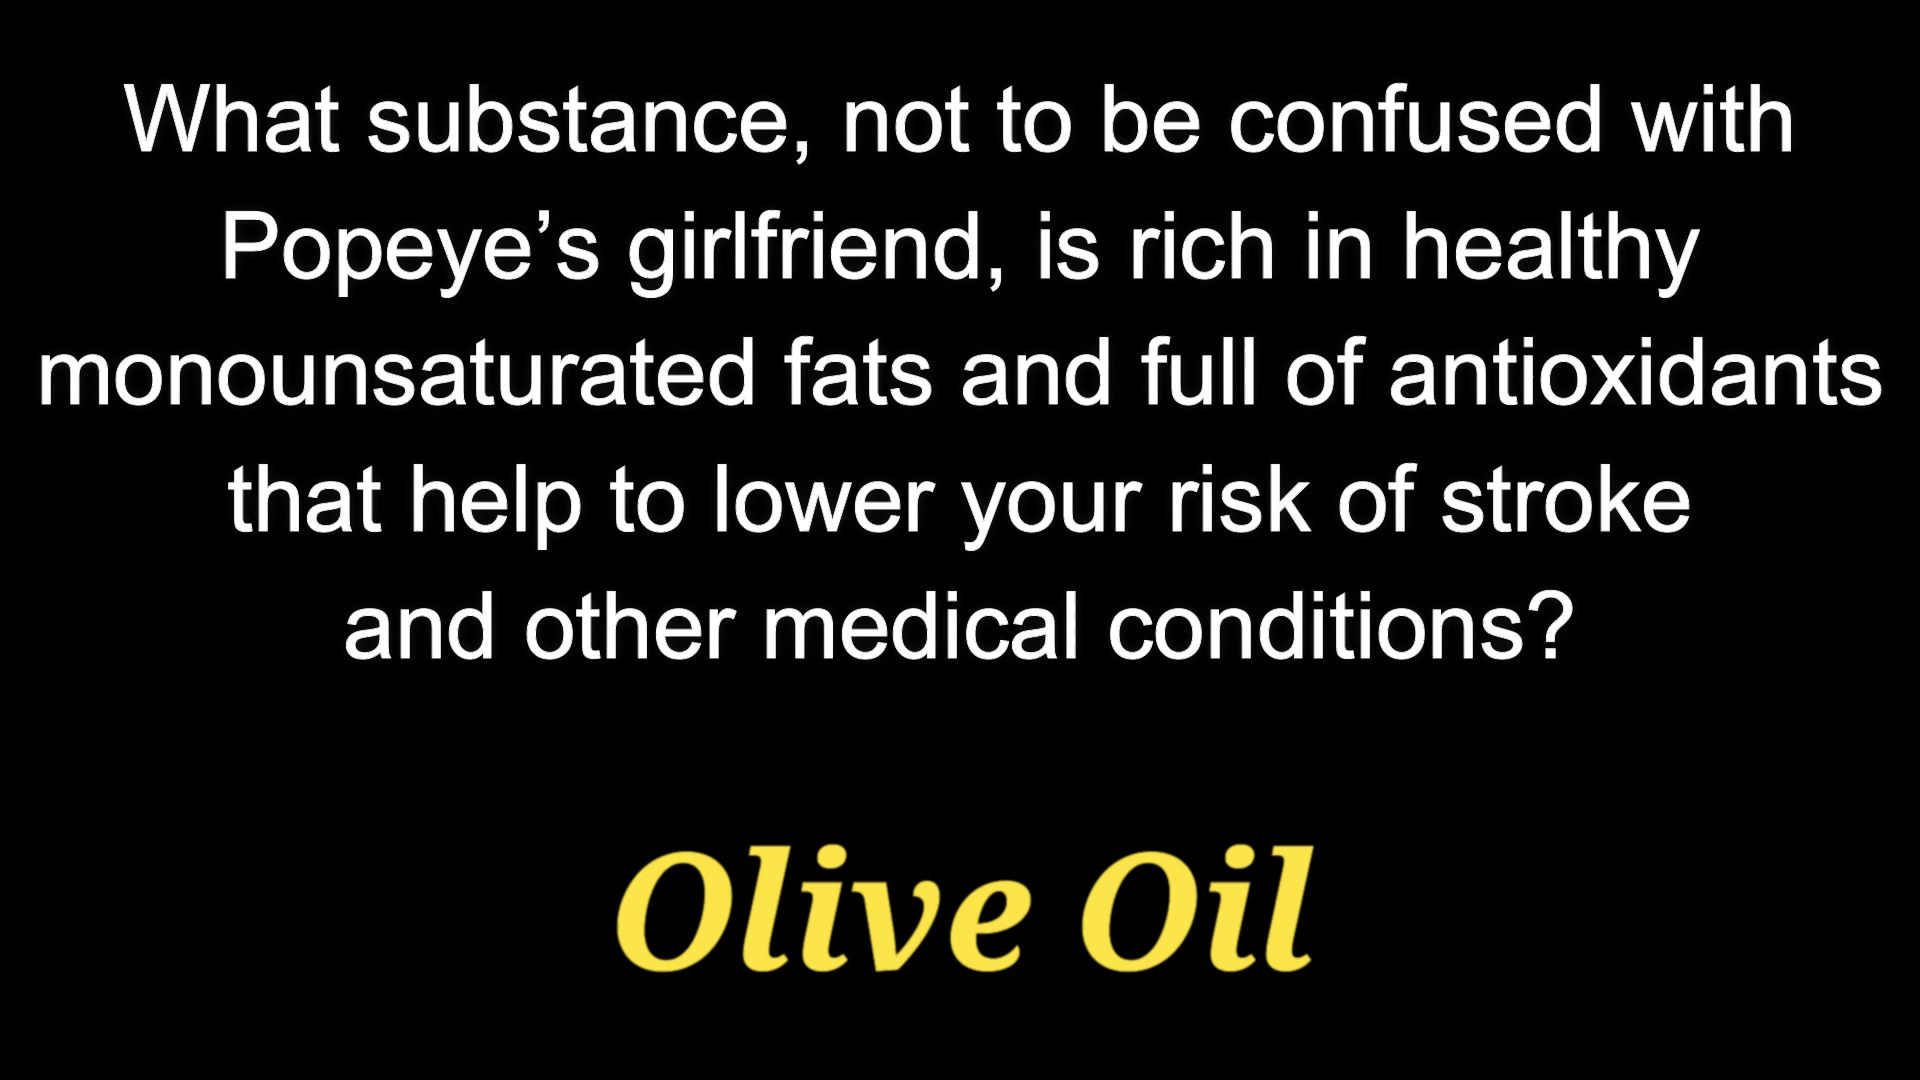 What substance, not to be confused with
Popeye’s girlfriend, is rich in healthy
monounsaturated fats and full of antioxidants
that help to lower your risk of stroke
and other medical conditions?
Olive Oil